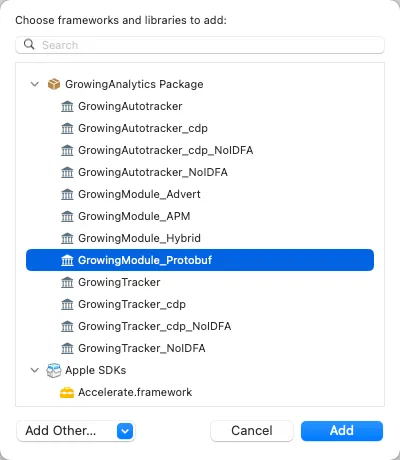 Choose frameworks and libraries to add:
Search
GrowingAnalytics Package
GrowingAutotracker
GrowingAutotracker_cdp
GrowingAutotracker_cdp_NoIDFA
GrowingAutotracker_NoIDFA
GrowingModule_Advert
GrowingModule_APM
GrowingModule_Hybrid
GrowingModule_Protobuf
GrowingTracker
GrowingTracker_cdp
GrowingTracker_cdp_NoIDFA
GrowingTracker_NoIDFA
Apple SDKs
Accelerate.framework
Add Other... Cancel Add